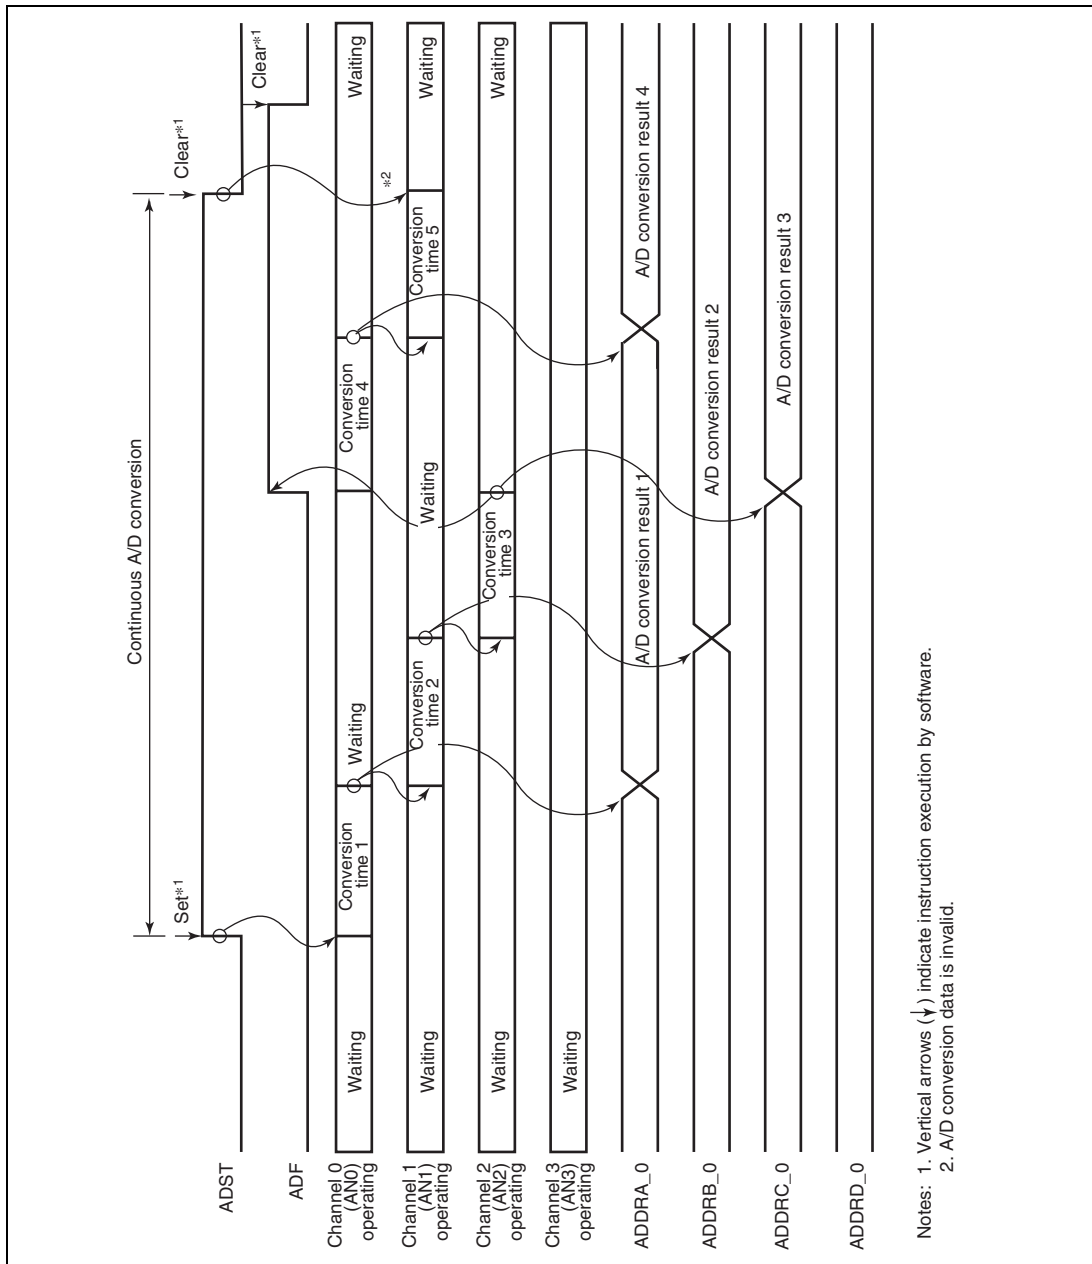 Continuous A/D conversion
Set*1
Clear*1
Clear*1
ADST
ADF
Channel 0
(AN0)
operating
Waiting
Conversion
time 1
Waiting
Conversion
time 4
Waiting
Channel 1
(AN1)
operating
Waiting
Conversion
time 2
Waiting
Conversion
time 5
*2
Waiting
Channel 2
(AN2)
operating
Waiting
Conversion
time 3
Waiting
Channel 3
(AN3)
operating
Waiting
ADDRA_0
A/D conversion result 1
A/D conversion result 4
ADDRB_0
A/D conversion result 2
ADDRC_0
A/D conversion result 3
ADDRD_0
Notes: 1. Vertical arrows (↓) indicate instruction execution by software.
2. A/D conversion data is invalid.